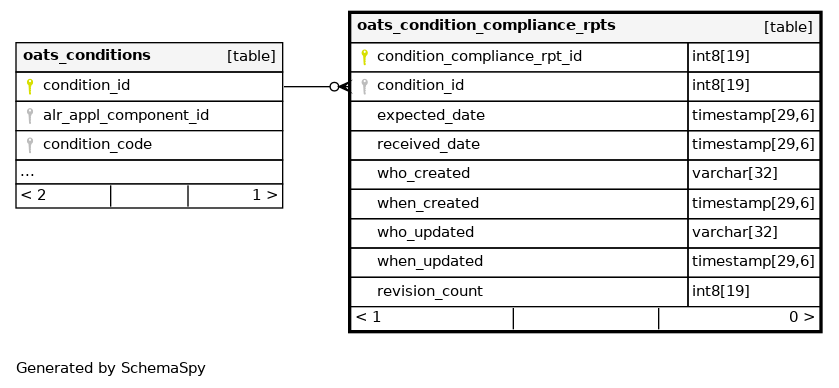 oats_conditions [table]
condition_id
alr_appl_component_id
condition_code
...
< 2 1 >
oats_condition_compliance_rpts [table]
condition_compliance_rpt_id int8[19]
condition_id int8[19]
expected_date timestamp[29,6]
received_date timestamp[29,6]
who_created varchar[32]
when_created timestamp[29,6]
who_updated varchar[32]
when_updated timestamp[29,6]
revision_count int8[19]
< 1 0 >
Generated by SchemaSpy